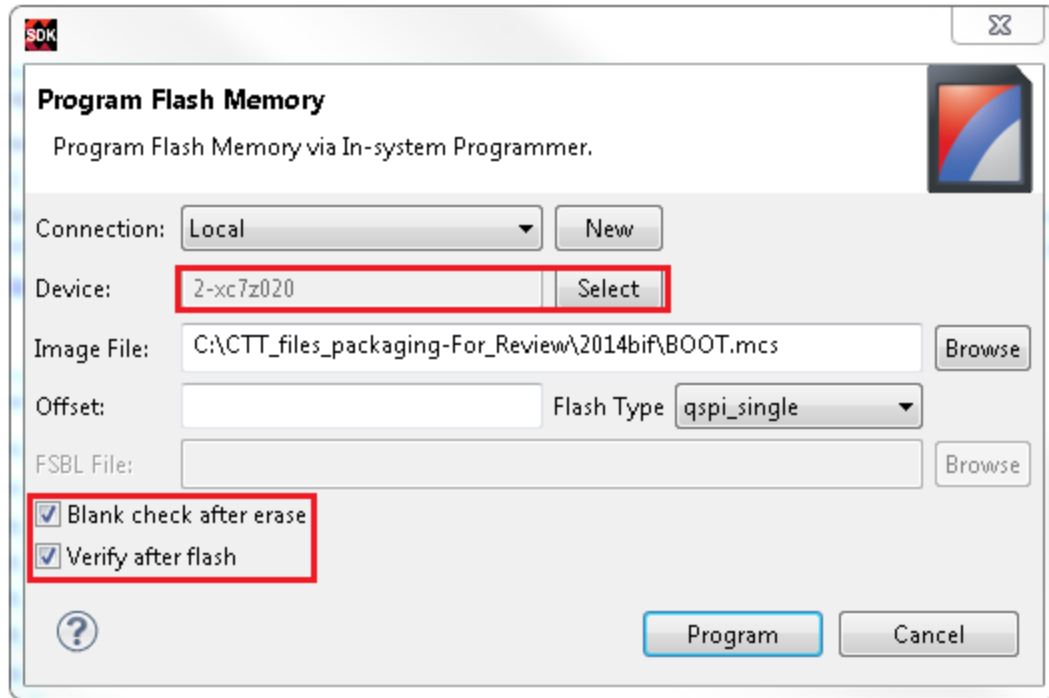 SDK
Program Flash Memory
Program Flash Memory via In-system Programmer.
Connection: Local New
Device: 2-xc7z020 Select
Image File: C:\CTT_files_packaging-For_Review\2014bif\BOOT.mcs Browse
Offset: Flash Type qspi_single
FSBL File: Browse
Blank check after erase
Verify after flash
? Program Cancel